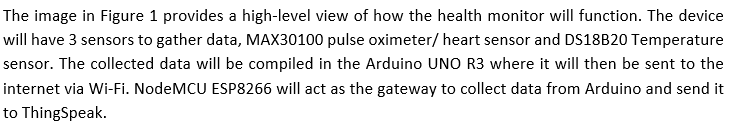 The image in Figure 1 provides a high-level view of how the health monitor will function. The device
will have 3 sensors to gather data, MAX30100 pulse oximeter/ heart sensor and DS18B20 Temperature
sensor. The collected data will be compiled in the Arduino UNO R3 where it will then be sent to the
internet via Wi-Fi. NodeMCU ESP8266 will act as the gateway to collect data from Arduino and send it
to ThingSpeak.